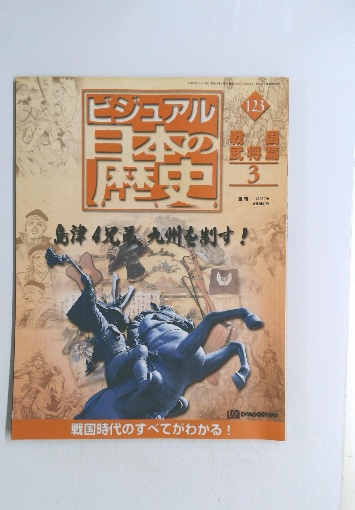 123
ビジュアル
日本の
歴史
戦国
武将篇
3
島津4兄弟、九州を制す!
DeAGOSTINI
戦国時代のすべてがわかる!